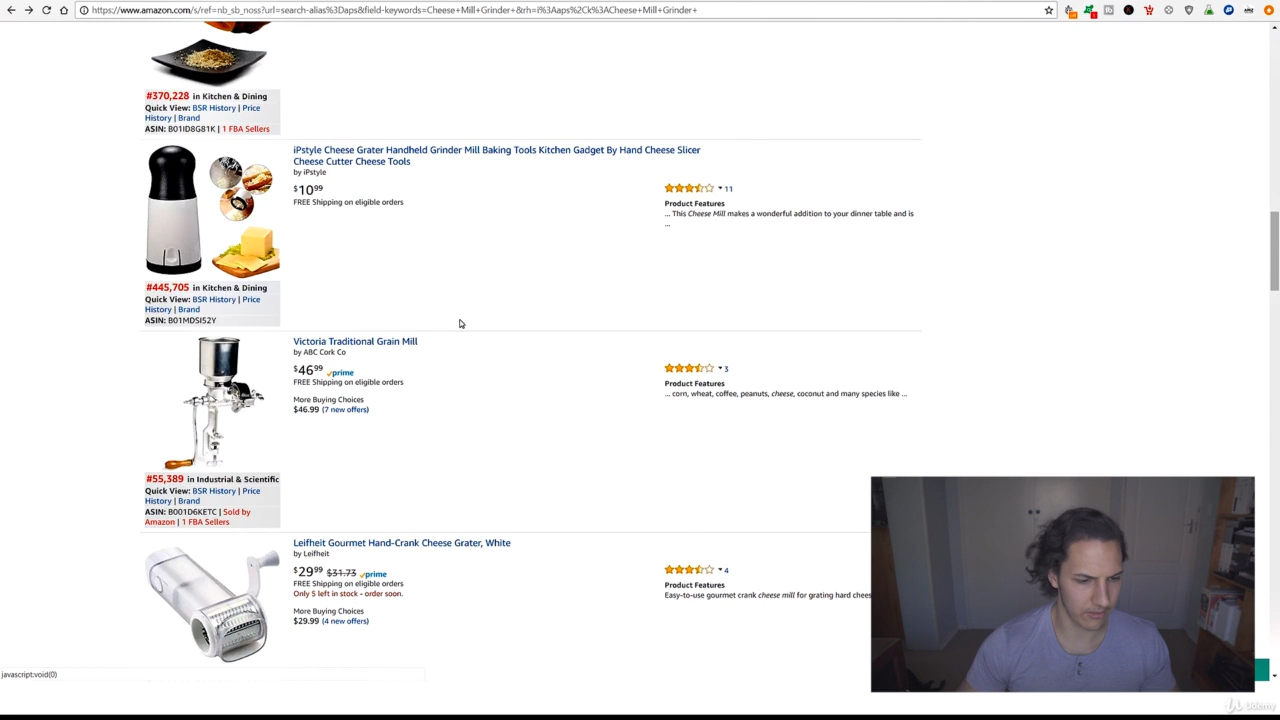 https://www.amazon.com/s/ref=nb_sb_noss?url=search-alias%3Daps&field-keywords=Cheese+Mill+Grinder+&rh=i%3Aaps%2Ck%3ACheese+Mill+Grinder+
#370,228 in Kitchen & Dining
Quick View: BSR History | Price
History | Brand
ASIN: B01ID8G81K | 1 FBA Sellers
iPstyle Cheese Grater Handheld Grinder Mill Baking Tools Kitchen Gadget By Hand Cheese Slicer
Cheese Cutter Cheese Tools
by iPstyle
$10.99
FREE Shipping on eligible orders
11
Product Features
... This Cheese Mill makes a wonderful addition to your dinner table and is
...
#445,705 in Kitchen & Dining
Quick View: BSR History | Price
History | Brand
ASIN: B01MDSI52Y
Victoria Traditional Grain Mill
by ABC Cork Co
$46.99 prime
FREE Shipping on eligible orders
More Buying Choices
$46.99 (7 new offers)
3
Product Features
... corn, wheat, coffee, peanuts, cheese, coconut and many species like ...
#55,389 in Industrial & Scientific
Quick View: BSR History | Price
History | Brand
ASIN: B001D6KETC | Sold by
Amazon | 1 FBA Sellers
Leifheit Gourmet Hand-Crank Cheese Grater, White
by Leifheit
$29.99 $31.73 prime
FREE Shipping on eligible orders
Only 5 left in stock - order soon.
More Buying Choices
$29.99 (4 new offers)
4
Product Features
Easy-to-use gourmet crank cheese mill for grating hard chees
javascript:void(0)
ûdemy